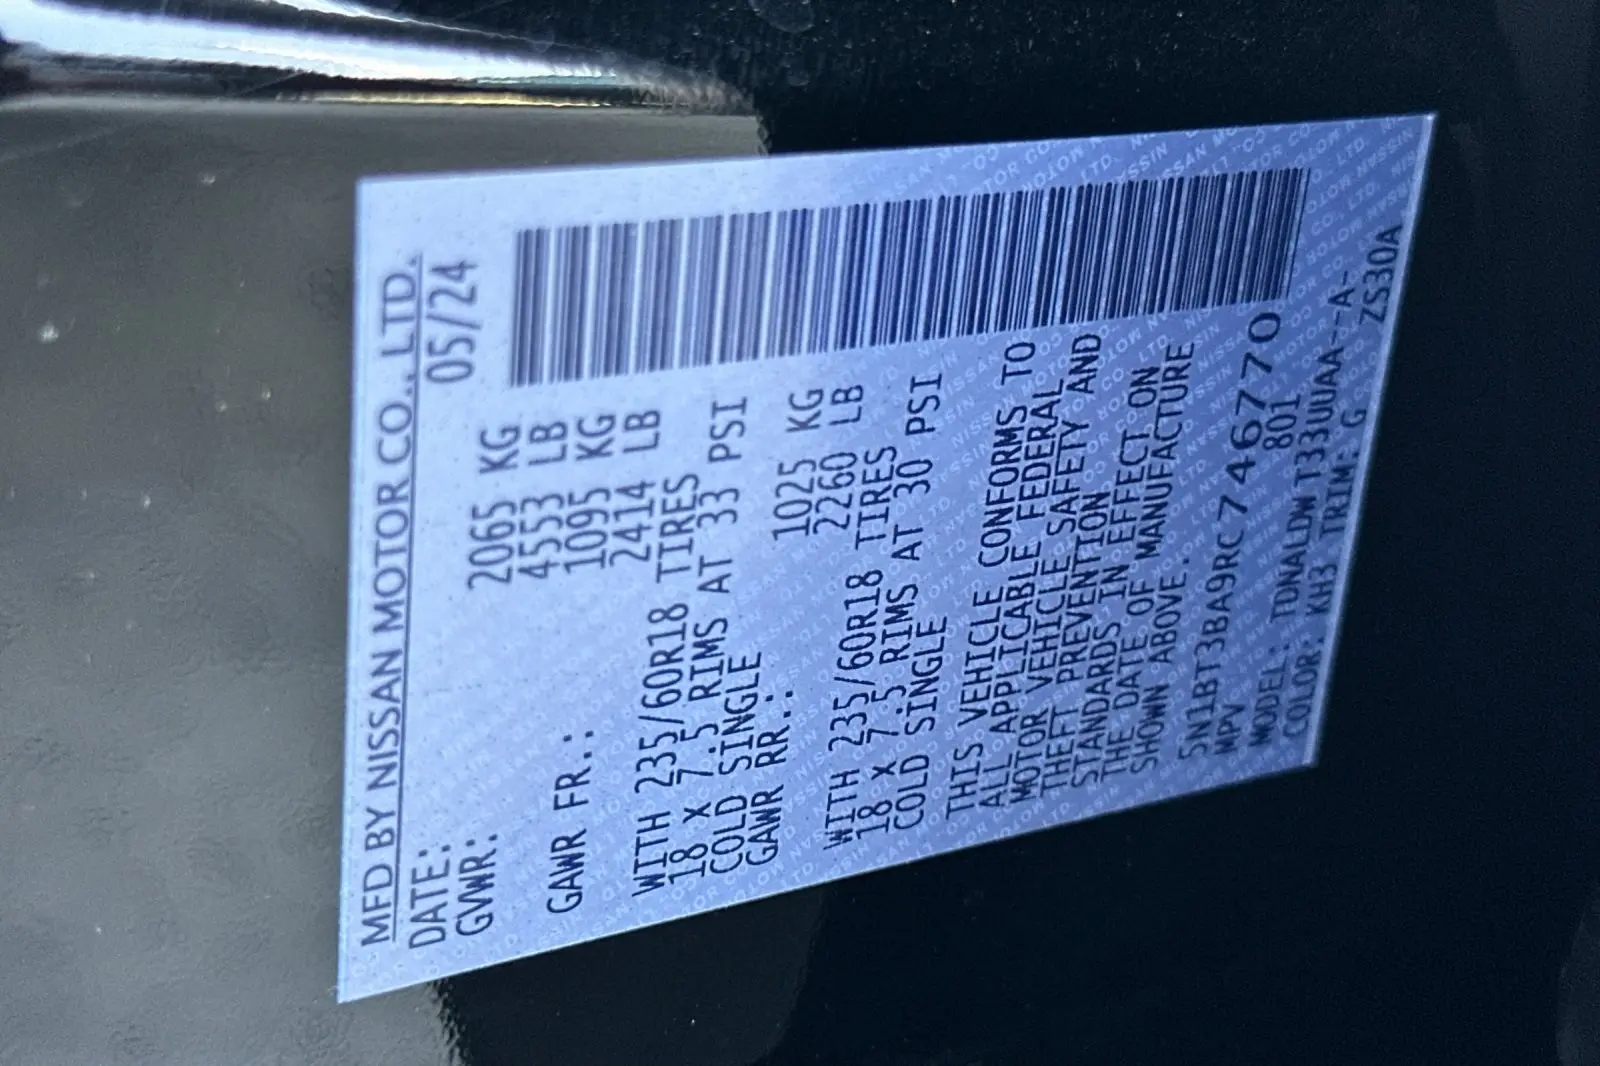 MFD BY NISSAN MOTOR CO., LTD.
DATE: 05/24
GVWR: 2065 KG
4553 LB
GAWR FR.: 1095 KG
2414 LB
WITH 235/60R18 TIRES
18 X 7.5 RIMS AT 33 PSI
COLD SINGLE
GAWR RR.: 1025 KG
2260 LB
WITH 235/60R18 TIRES
18 X 7.5 RIMS AT 30 PSI
COLD SINGLE
THIS VEHICLE CONFORMS TO
ALL APPLICABLE FEDERAL
MOTOR VEHICLE SAFETY AND
THEFT PREVENTION
STANDARDS IN EFFECT ON
THE DATE OF MANUFACTURE
SHOWN ABOVE.
5N1BT3BA9RC746770
MPV 801
MODEL: TDNALDWT33UUAA--A-
COLOR: KH3 TRIM: G ZS30A